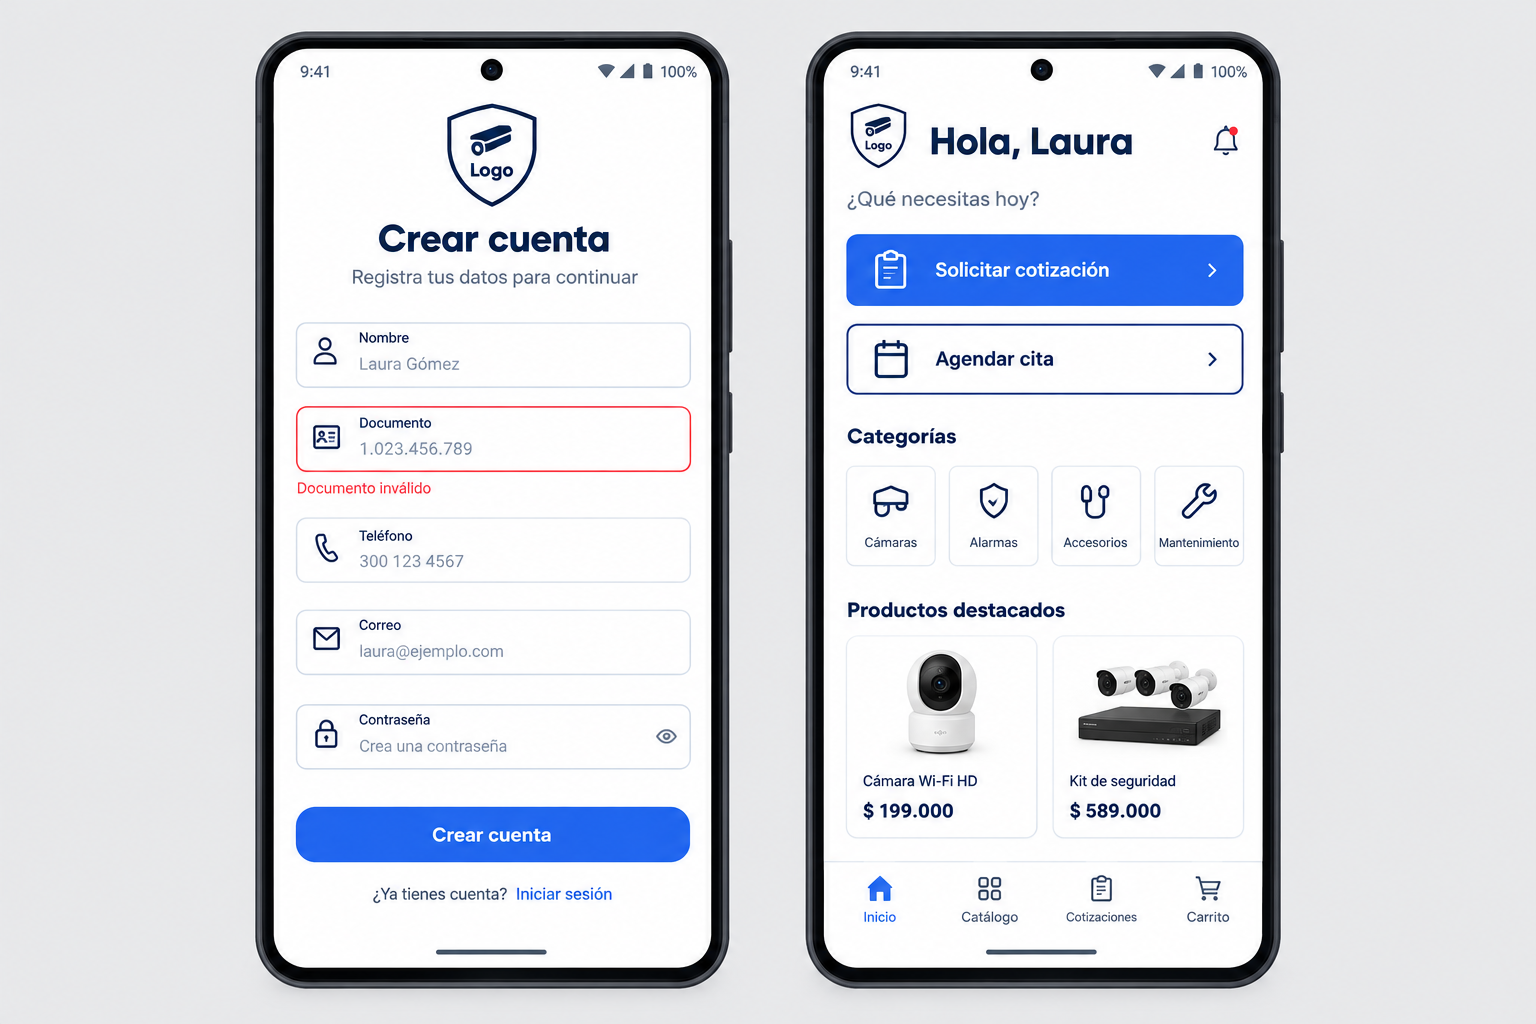 9:41
100%
Logo
Crear cuenta
Registra tus datos para continuar
Nombre
Laura Gómez
Documento
1.023.456.789
Documento inválido
Teléfono
300 123 4567
Correo
laura@ejemplo.com
Contraseña
Crea una contraseña
Crear cuenta
¿Ya tienes cuenta? Iniciar sesión
9:41
100%
Logo
Hola, Laura
¿Qué necesitas hoy?
Solicitar cotización
Agendar cita
Categorías
Cámaras
Alarmas
Accesorios
Mantenimiento
Productos destacados
Cámara Wi-Fi HD
$ 199.000
Kit de seguridad
$ 589.000
Inicio
Catálogo
Cotizaciones
Carrito